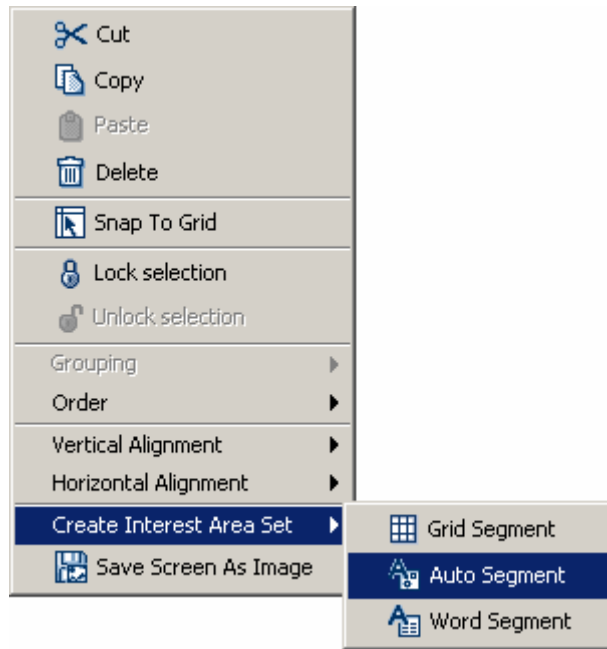 Cut
Copy
Paste
Delete
Snap To Grid
Lock selection
Unlock selection
Grouping
Order
Vertical Alignment
Horizontal Alignment
Create Interest Area Set
Save Screen As Image
Grid Segment
Auto Segment
Word Segment